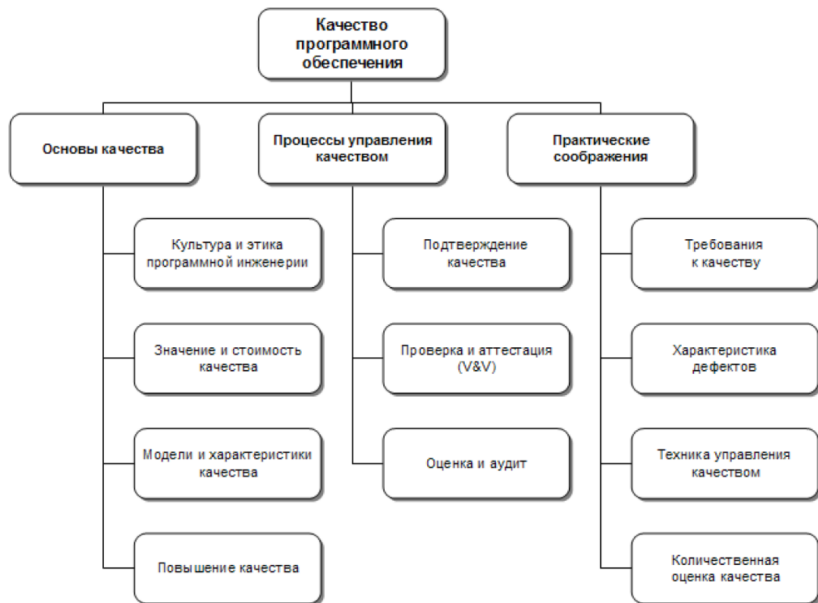 Качество
программного
обеспечения
Основы качества
Процессы управления
качеством
Практические
соображения
Культура и этика
программной инженерии
Значение и стоимость
качества
Модели и характеристики
качества
Повышение качества
Подтверждение
качества
Проверка и аттестация
(V&V)
Оценка и аудит
Требования
к качеству
Характеристика
дефектов
Техника управления
качеством
Количественная
оценка качества